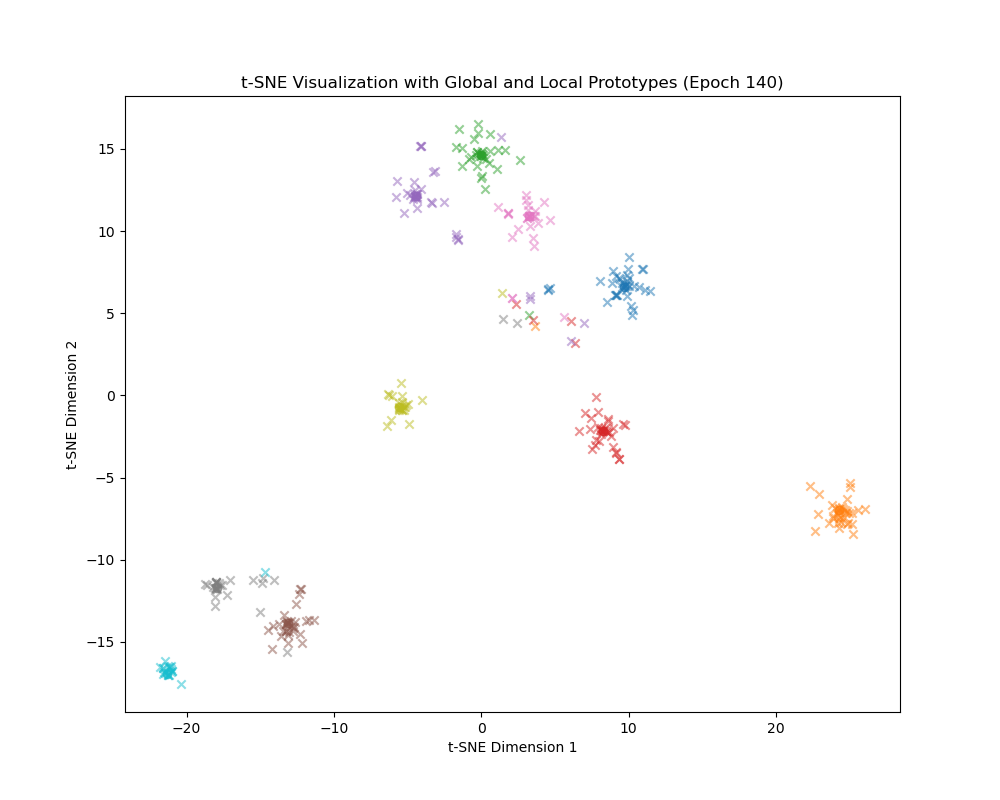 t-SNE Visualization with Global and Local Prototypes (Epoch 140)
15
10
5
0
−5
−10
−15
t-SNE Dimension 2
−20 −10 0 10 20
t-SNE Dimension 1